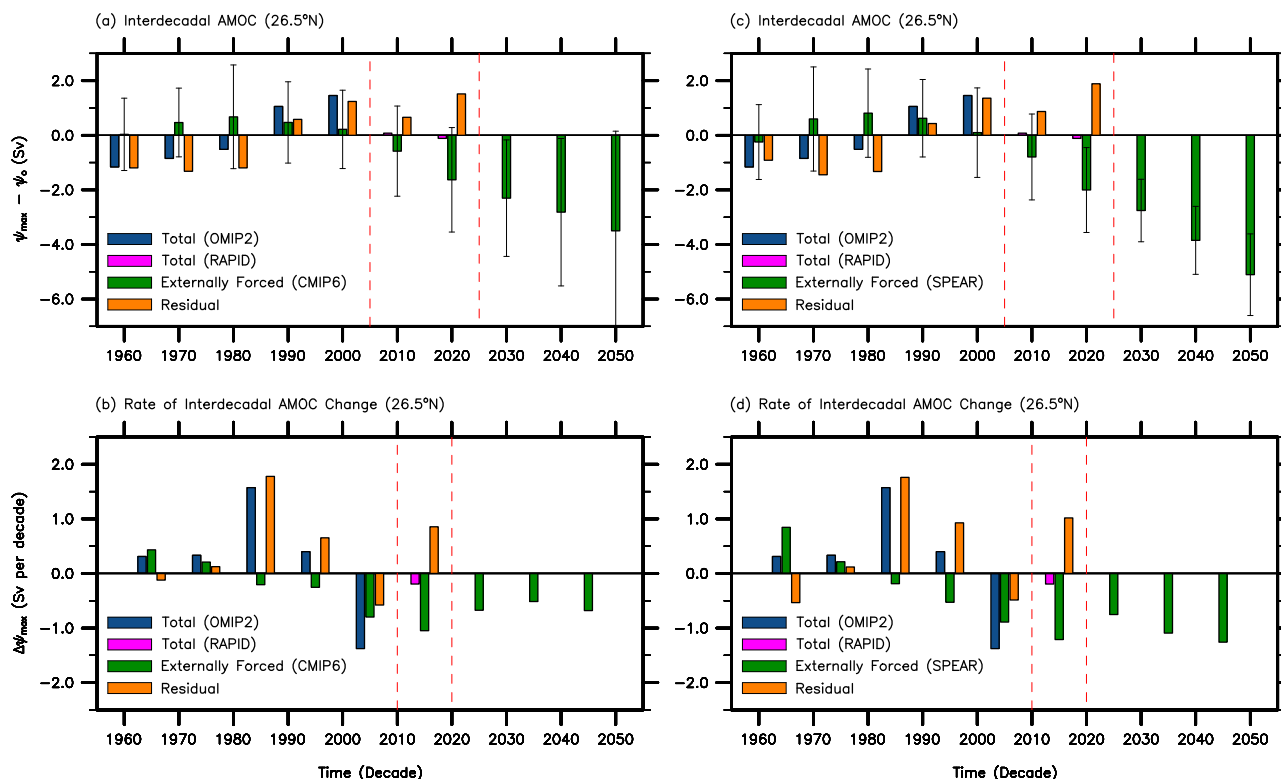 (a) Interdecadal AMOC (26.5°N)
2.0
0.0
−2.0
−4.0
−6.0
ψmax − ψo (Sv)
Total (OMIP2)
Total (RAPID)
Externally Forced (CMIP6)
Residual
1960 1970 1980 1990 2000 2010 2020 2030 2040 2050
(c) Interdecadal AMOC (26.5°N)
2.0
0.0
−2.0
−4.0
−6.0
Total (OMIP2)
Total (RAPID)
Externally Forced (SPEAR)
Residual
1960 1970 1980 1990 2000 2010 2020 2030 2040 2050
(b) Rate of Interdecadal AMOC Change (26.5°N)
2.0
1.0
0.0
−1.0
−2.0
Δψmax (Sv per decade)
Total (OMIP2)
Total (RAPID)
Externally Forced (CMIP6)
Residual
1960 1970 1980 1990 2000 2010 2020 2030 2040 2050
Time (Decade)
(d) Rate of Interdecadal AMOC Change (26.5°N)
2.0
1.0
0.0
−1.0
−2.0
Total (OMIP2)
Total (RAPID)
Externally Forced (SPEAR)
Residual
1960 1970 1980 1990 2000 2010 2020 2030 2040 2050
Time (Decade)